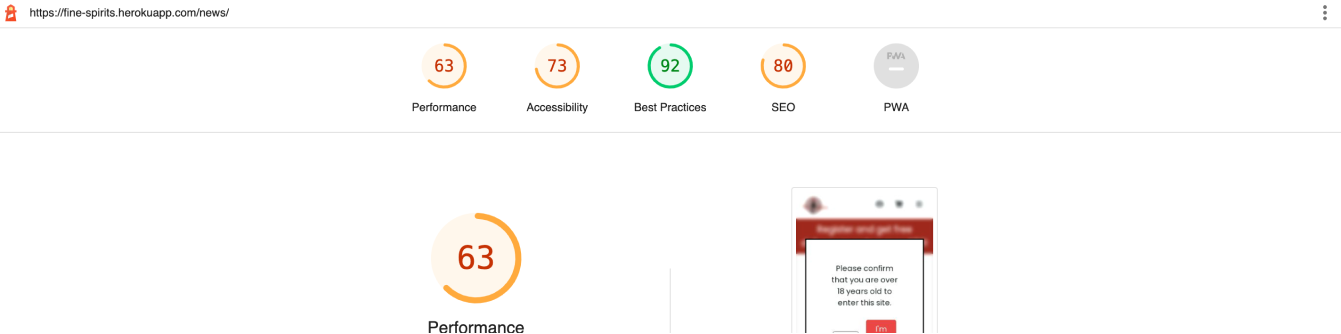 https://fine-spirits.herokuapp.com/news/
63
73
92
80
PWA
Performance
Accessibility
Best Practices
SEO
PWA
63
Performance
Register and get free
Please confirm
that you are over
18 years old to
enter this site.
I'm